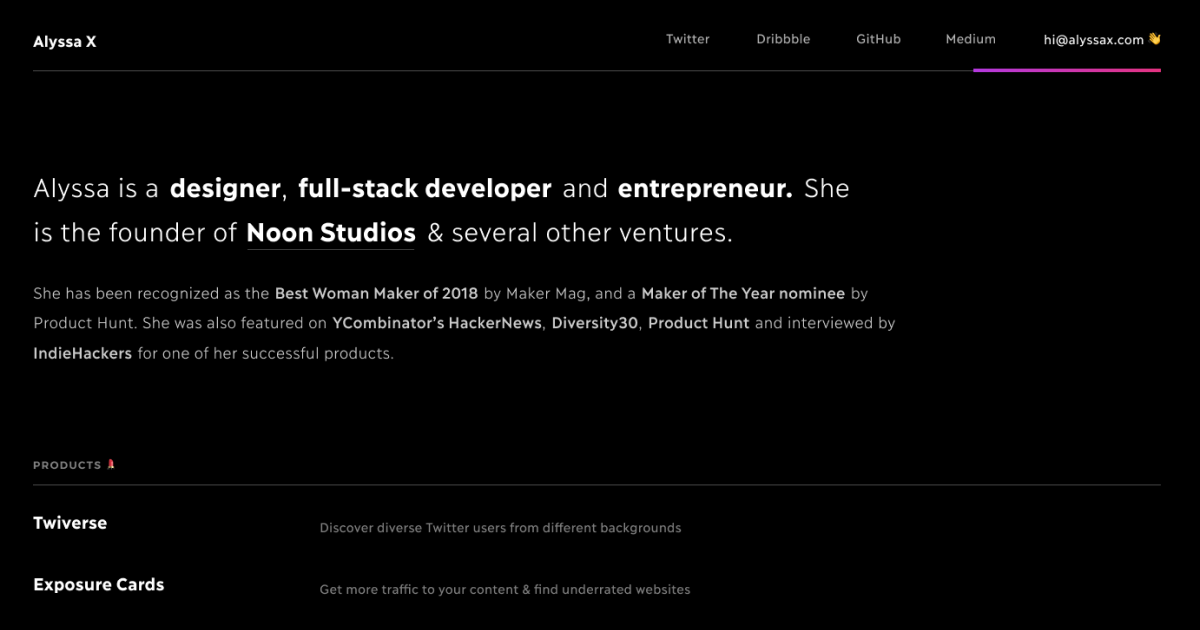 Alyssa X
Twitter Dribbble GitHub Medium hi@alyssax.com 👋
Alyssa is a designer, full-stack developer and entrepreneur. She
is the founder of Noon Studios & several other ventures.
She has been recognized as the Best Woman Maker of 2018 by Maker Mag, and a Maker of The Year nominee by
Product Hunt. She was also featured on YCombinator’s HackerNews, Diversity30, Product Hunt and interviewed by
IndieHackers for one of her successful products.
PRODUCTS 💄
Twiverse
Discover diverse Twitter users from different backgrounds
Exposure Cards
Get more traffic to your content & find underrated websites